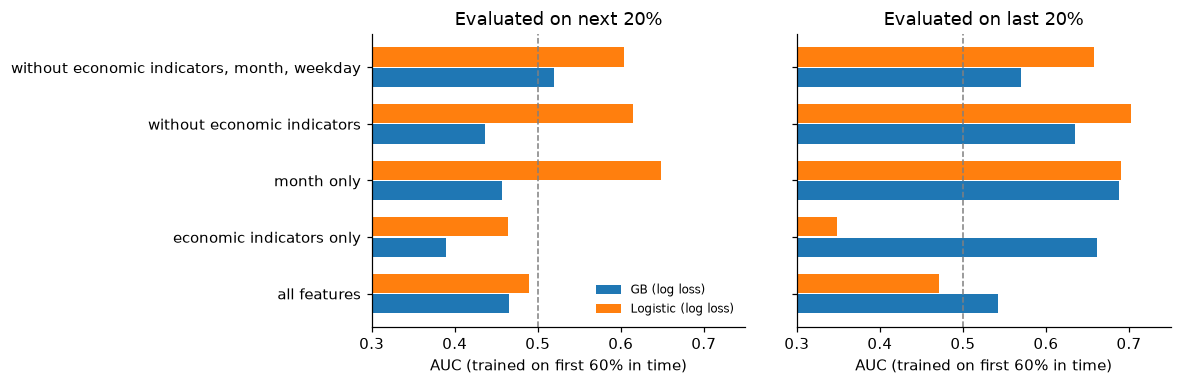 Evaluated on next 20%
Evaluated on last 20%
without economic indicators, month, weekday
without economic indicators
month only
economic indicators only
all features
GB (log loss)
Logistic (log loss)
0.3 0.4 0.5 0.6 0.7
0.3 0.4 0.5 0.6 0.7
AUC (trained on first 60% in time)
AUC (trained on first 60% in time)